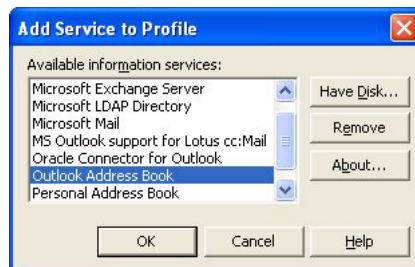 Add Service to Profile
Available information services:
Microsoft Exchange Server
Microsoft LDAP Directory
Microsoft Mail
MS Outlook support for Lotus cc:Mail
Oracle Connector for Outlook
Outlook Address Book
Personal Address Book
Have Disk...
Remove
About...
OK
Cancel
Help